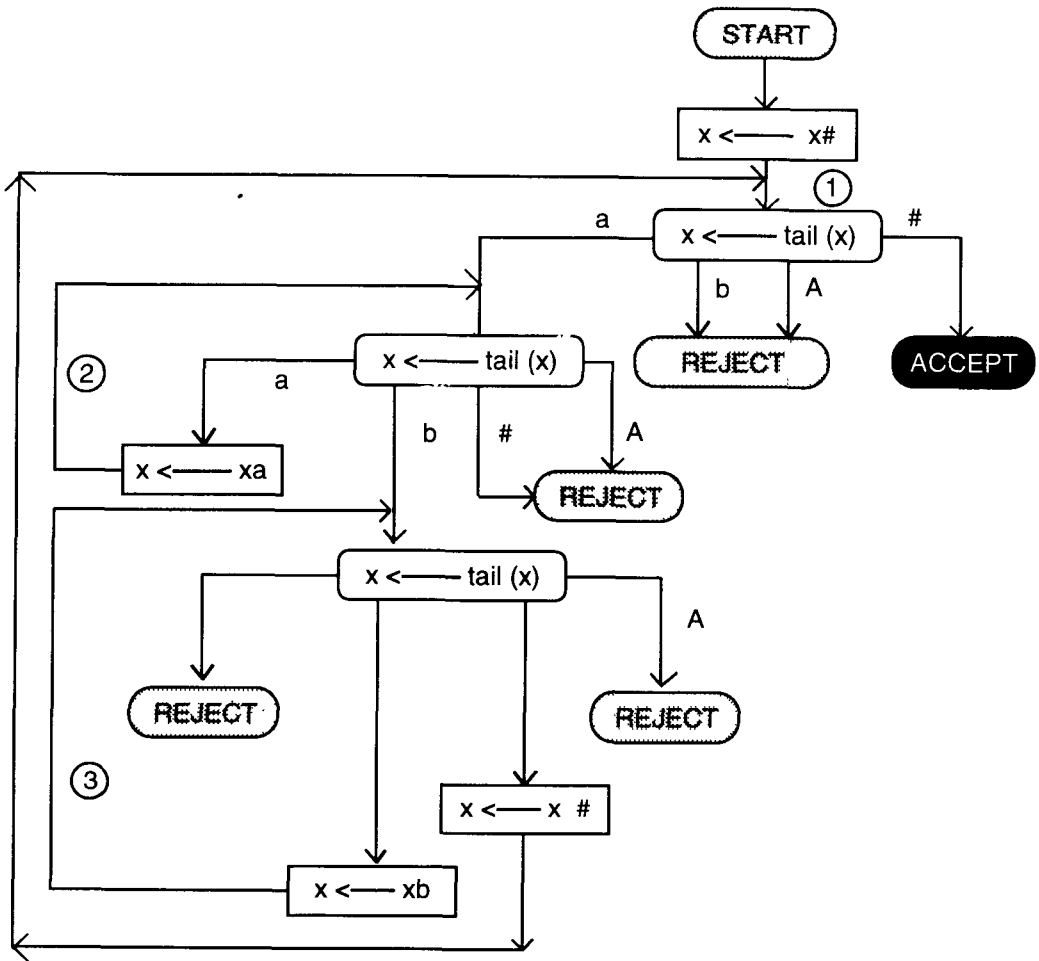 START
x <—— x#
1
a
x <—— tail (x)
#
b
A
REJECT
ACCEPT
2
a
x <—— tail (x)
b
#
A
x <—— xa
REJECT
x <—— tail (x)
A
REJECT
REJECT
3
x <—— x #
x <—— xb